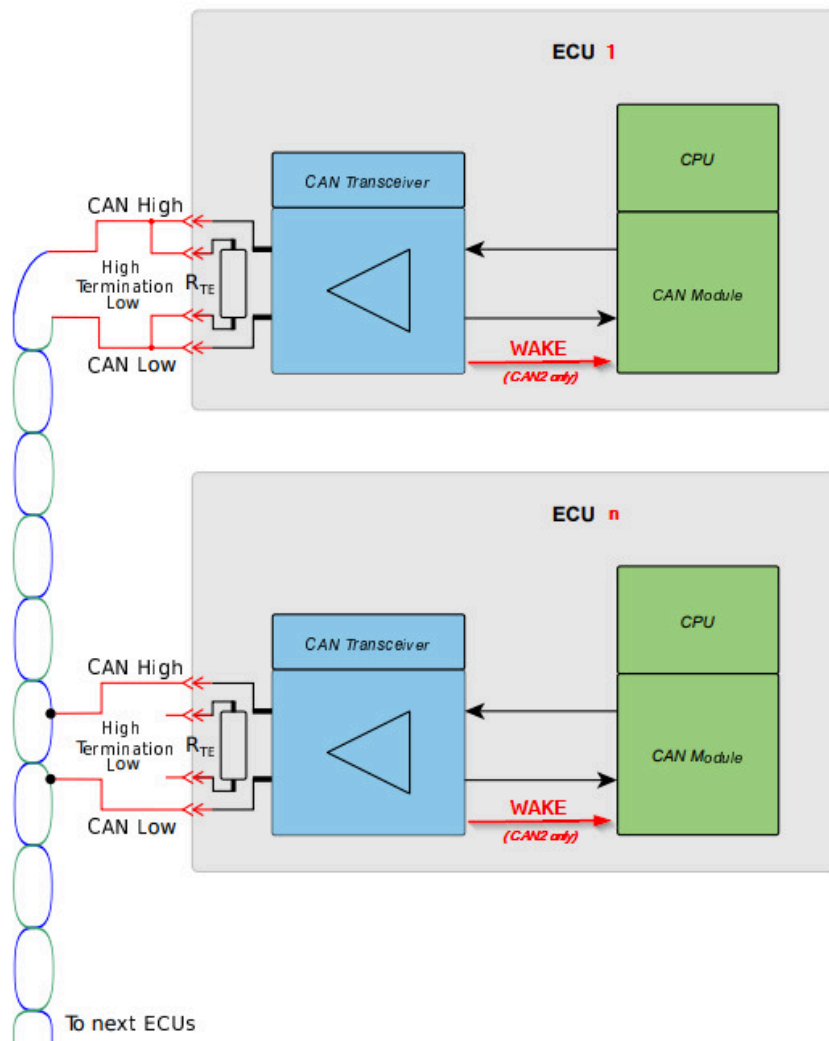 ECU 1
CPU
CAN Transceiver
CAN High
High
Termination
Low
RTE
CAN Module
CAN Low
WAKE
(CAN2 only)
ECU n
CPU
CAN Transceiver
CAN High
High
Termination
Low
RTE
CAN Module
CAN Low
WAKE
(CAN2 only)
To next ECUs